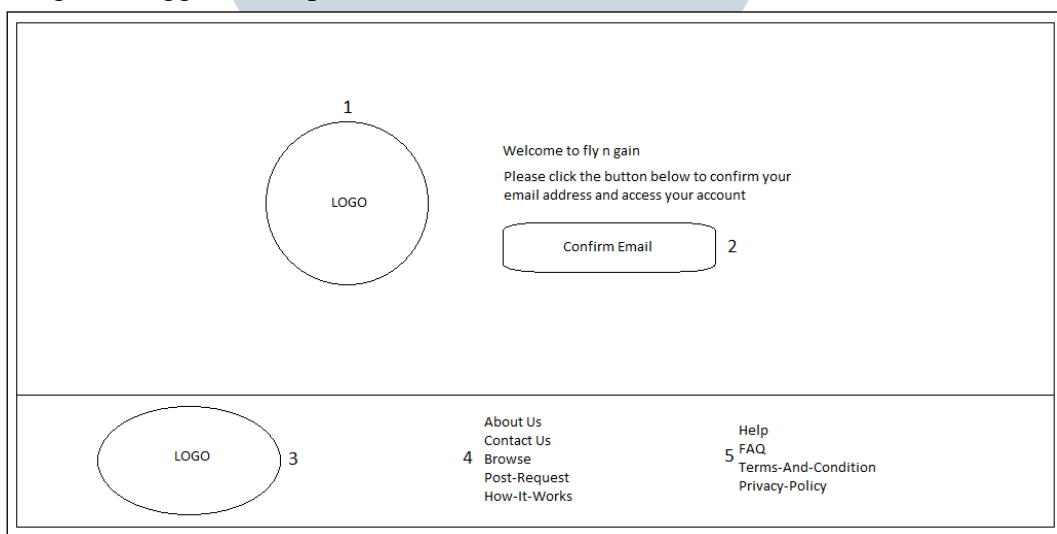 1
LOGO
Welcome to fly n gain
Please click the button below to confirm your
email address and access your account
Confirm Email
2
LOGO
3
4
About Us
Contact Us
Browse
Post-Request
How-It-Works
5
Help
FAQ
Terms-And-Condition
Privacy-Policy